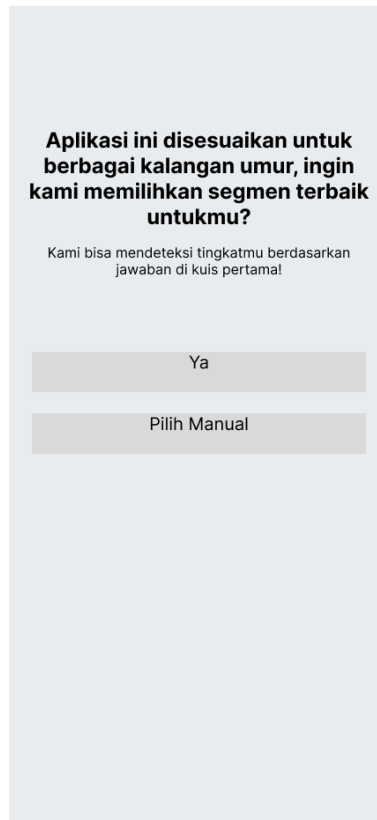 Aplikasi ini disesuaikan untuk
berbagai kalangan umur, ingin
kami memilihkan segmen terbaik
untukmu?
Kami bisa mendeteksi tingkatmu berdasarkan
jawaban di kuis pertama!
Ya
Pilih Manual